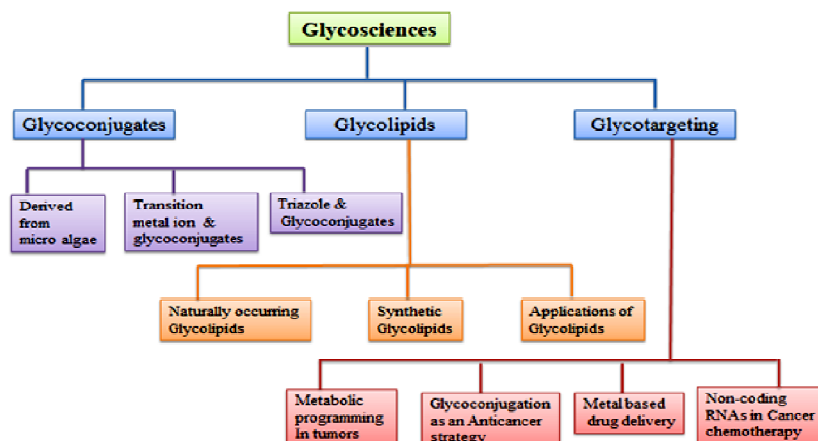 Glycosciences
Glycoconjugates
Glycolipids
Glycotargeting
Derived
from
micro algae
Transition
metal ion &
glycoconjugates
Triazole &
Glycoconjugates
Naturally occurring
Glycolipids
Synthetic
Glycolipids
Applications of
Glycolipids
Metabolic
programming
In tumors
Glycoconjugation
as an Anticancer
strategy
Metal based
drug delivery
Non-coding
RNAs in Cancer
chemotherapy